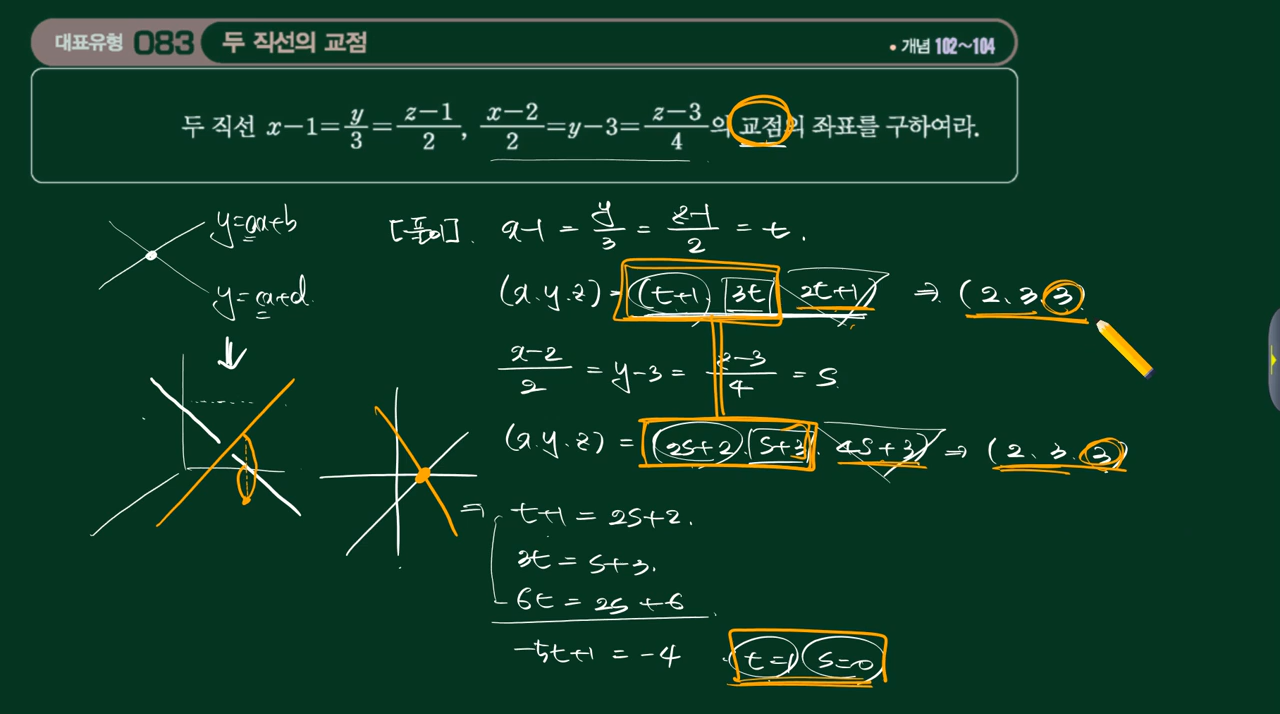 대표유형 083 두 직선의 교점 • 개념 102~104
두 직선 x-1=y/3=(z-1)/2, (x-2)/2=y-3=(z-3)/4의 교점의 좌표를 구하여라.
y=ax+b
y=cx+d.
[풀이]. x-1 = y/3 = (z-1)/2 = t.
(x.y.z)=(t+1. 3t. 2t+1) ⇒ (2.3.3)
(x-2)/2 = y-3 = (z-3)/4 = s
(x.y.z) = (2s+2. s+3. 4s+3) ⇒ (2.3.3)
⇒ t+1 = 2s+2.
3t = s+3.
6t = 2s+6
-5t+1 = -4 t=1 s=0